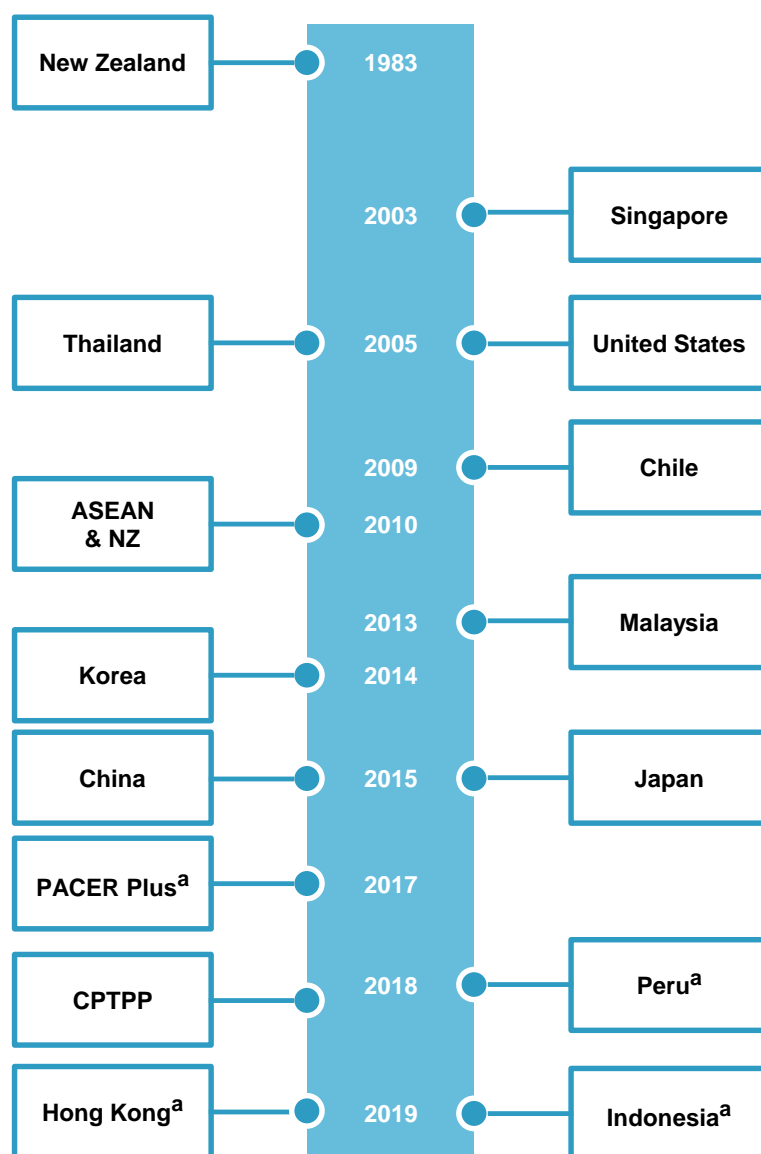 New Zealand
1983
2003
Singapore
Thailand
2005
United States
2009
Chile
ASEAN
& NZ
2010
2013
Malaysia
Korea
2014
China
2015
Japan
PACER Plusᵃ
2017
CPTPP
2018
Peruᵃ
Hong Kongᵃ
2019
Indonesiaᵃ